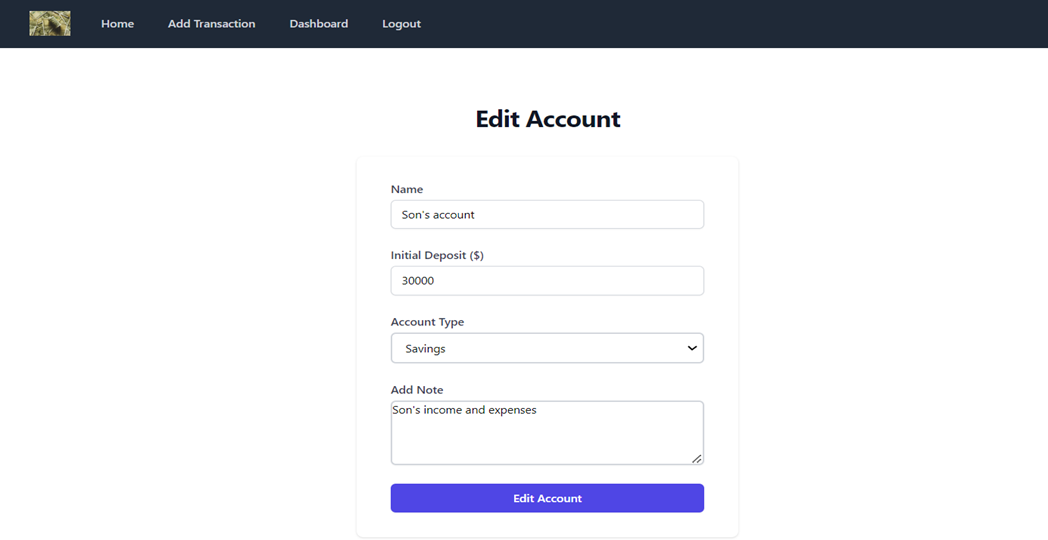 Home Add Transaction Dashboard Logout
Edit Account
Name
Son's account
Initial Deposit ($)
30000
Account Type
Savings
Add Note
Son's income and expenses
Edit Account